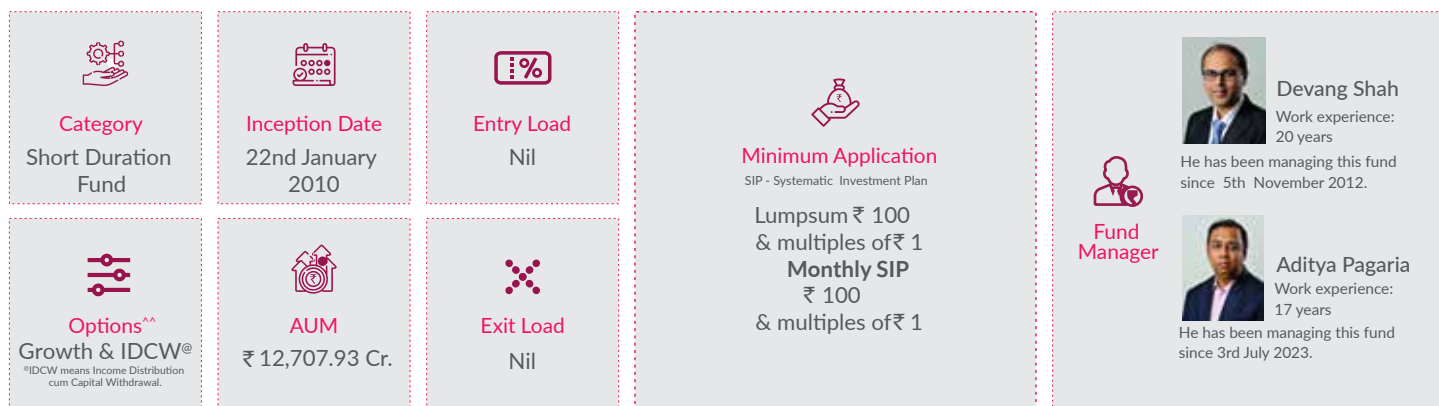 Category
Short Duration
Fund
Inception Date
22nd January
2010
Entry Load
Nil
Options^^
Growth & IDCW@
@IDCW means Income Distribution
cum Capital Withdrawal.
AUM
₹ 12,707.93 Cr.
Exit Load
Nil
Minimum Application
SIP - Systematic Investment Plan
Lumpsum ₹ 100
& multiples of ₹ 1
Monthly SIP
₹ 100
& multiples of ₹ 1
Fund
Manager
Devang Shah
Work experience:
20 years
He has been managing this fund
since 5th November 2012.
Aditya Pagaria
Work experience:
17 years
He has been managing this fund
since 3rd July 2023.